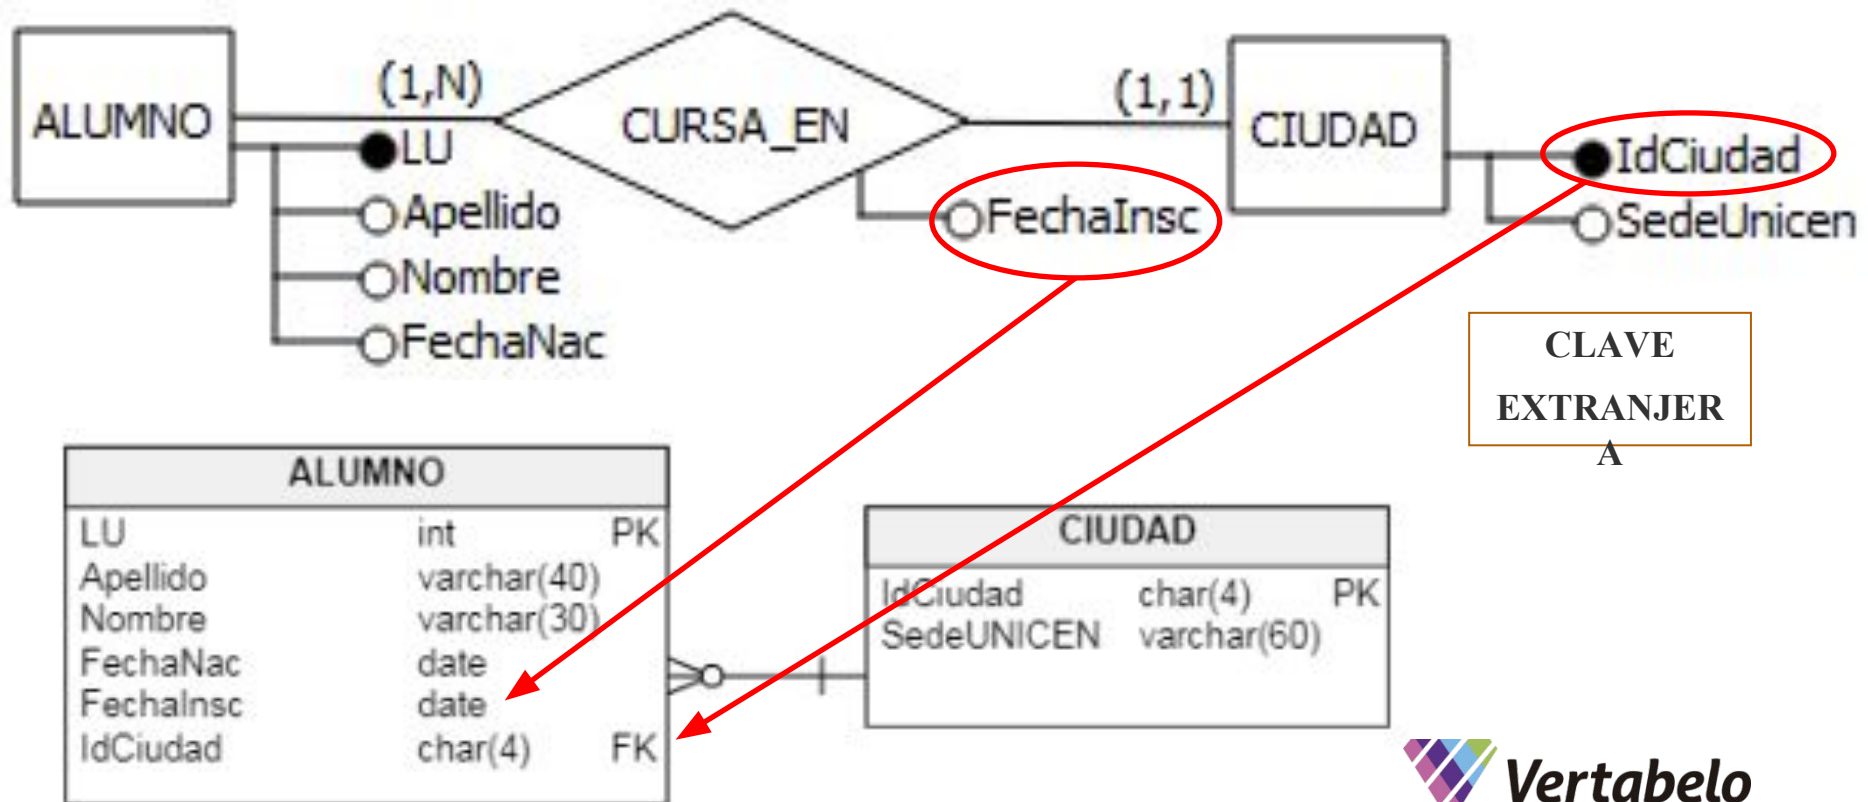 ALUMNO
(1,N)
CURSA_EN
(1,1)
CIUDAD
LU
Apellido
Nombre
FechaNac
FechaInsc
IdCiudad
SedeUnicen
CLAVE
EXTRANJER
A
ALUMNO
LU int PK
Apellido varchar(40)
Nombre varchar(30)
FechaNac date
FechaInsc date
IdCiudad char(4) FK
CIUDAD
IdCiudad char(4) PK
SedeUNICEN varchar(60)
Vertabelo